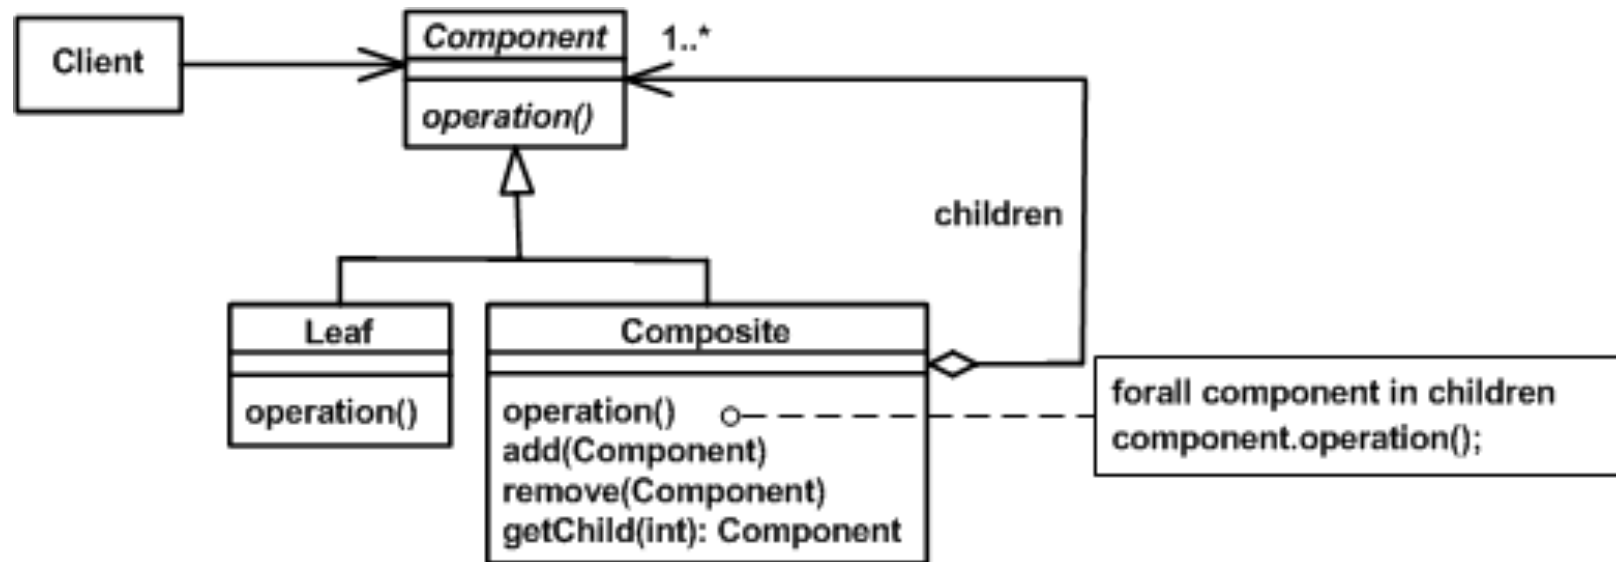 Client
Component
operation()
1..*
children
Leaf
operation()
Composite
operation()
add(Component)
remove(Component)
getChild(int): Component
forall component in children
component.operation();